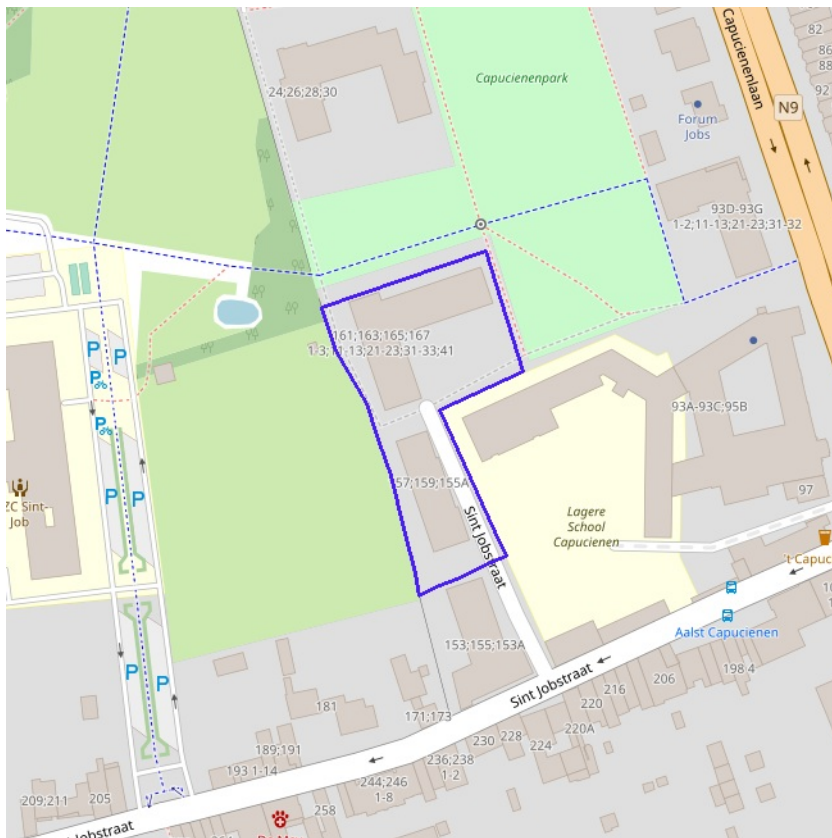 82
86
88
92
Capucienenlaan
N9
24;26;28;30
Capucienenpark
Forum
Jobs
93D-93G
1-2;11-13;21-23;31-32
161;163;165;167
1-3;11-13;21-23;31-33;41
P
P
P
P
93A-93C;95B
57;159;155A
97
P
P
ZC Sint-
Job
Sint Jobstraat
Lagere
School
Capucienen
't Capuc
Aalst Capucienen
153;155;153A
P
P
Sint Jobstraat
198 4
206
216
220
220A
181
171;173
230
228
224
236;238
1-2
189;191
193 1-14
244;246
1-8
209;211
205
258
Jobstraat